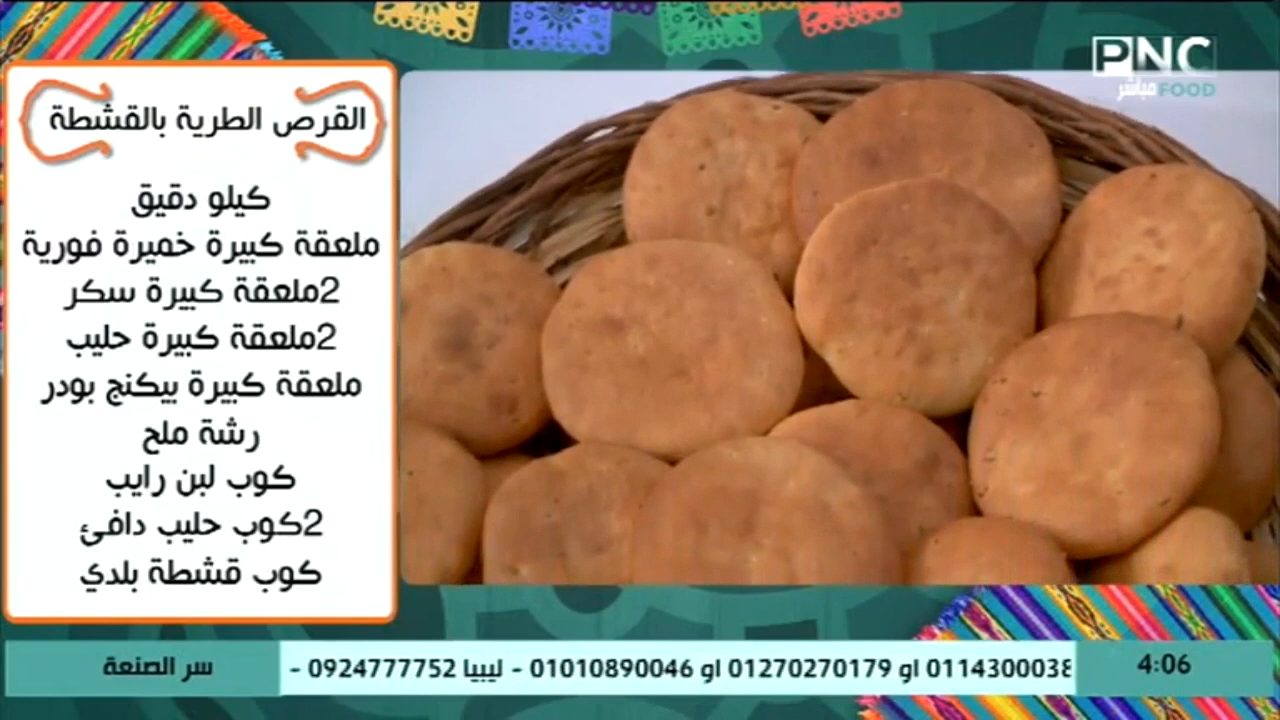 PNC
FOOD مباشر
القرص الطرية بالقشطة
كيلو دقيق
ملعقة كبيرة خميرة فورية
2ملعقة كبيرة سكر
2ملعقة كبيرة حليب
ملعقة كبيرة بيكنج بودر
رشة ملح
كوب لبن رايب
2كوب حليب دافئ
كوب قشطة بلدي
4:06
0114300038 او 01270270179 او 01010890046 - ليبيا 0924777752 -
سر الصنعة